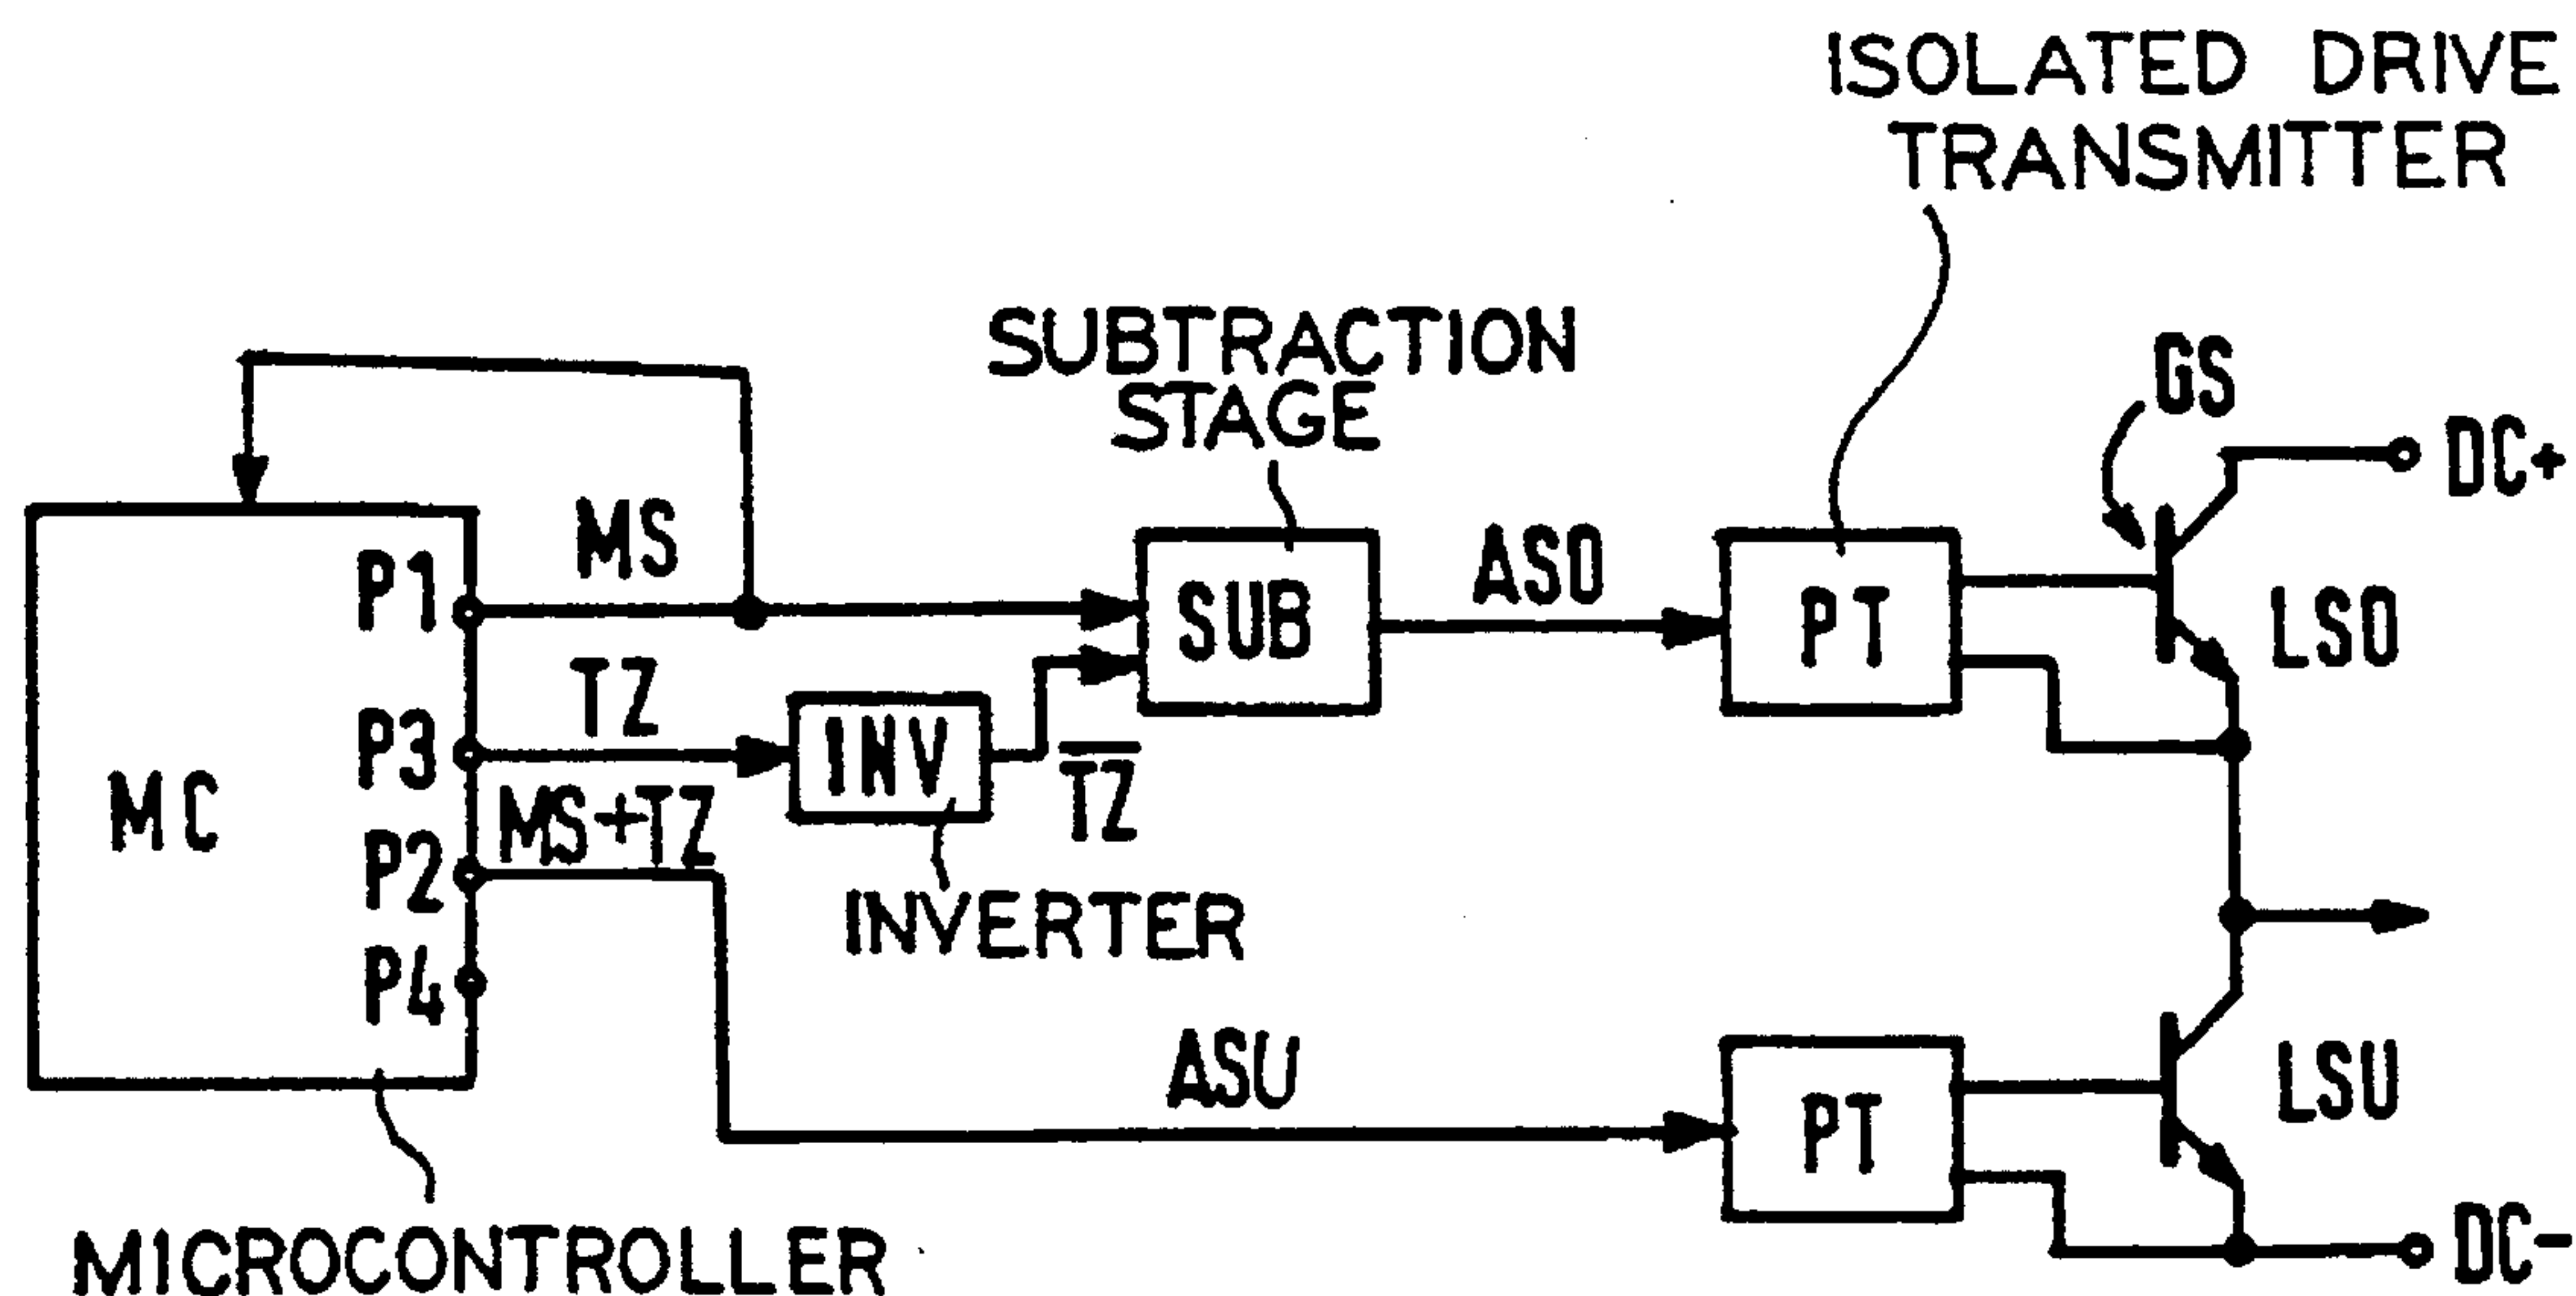 ISOLATED DRIVE
TRANSMITTER
SUBTRACTION
STAGE
GS
DC+
MS
P1
SUB
ASO
PT
LSO
TZ
P3
INV
T̅Z̅
MC
MS+TZ
P2
INVERTER
P4
ASU
PT
LSU
MICROCONTROLLER
DC-